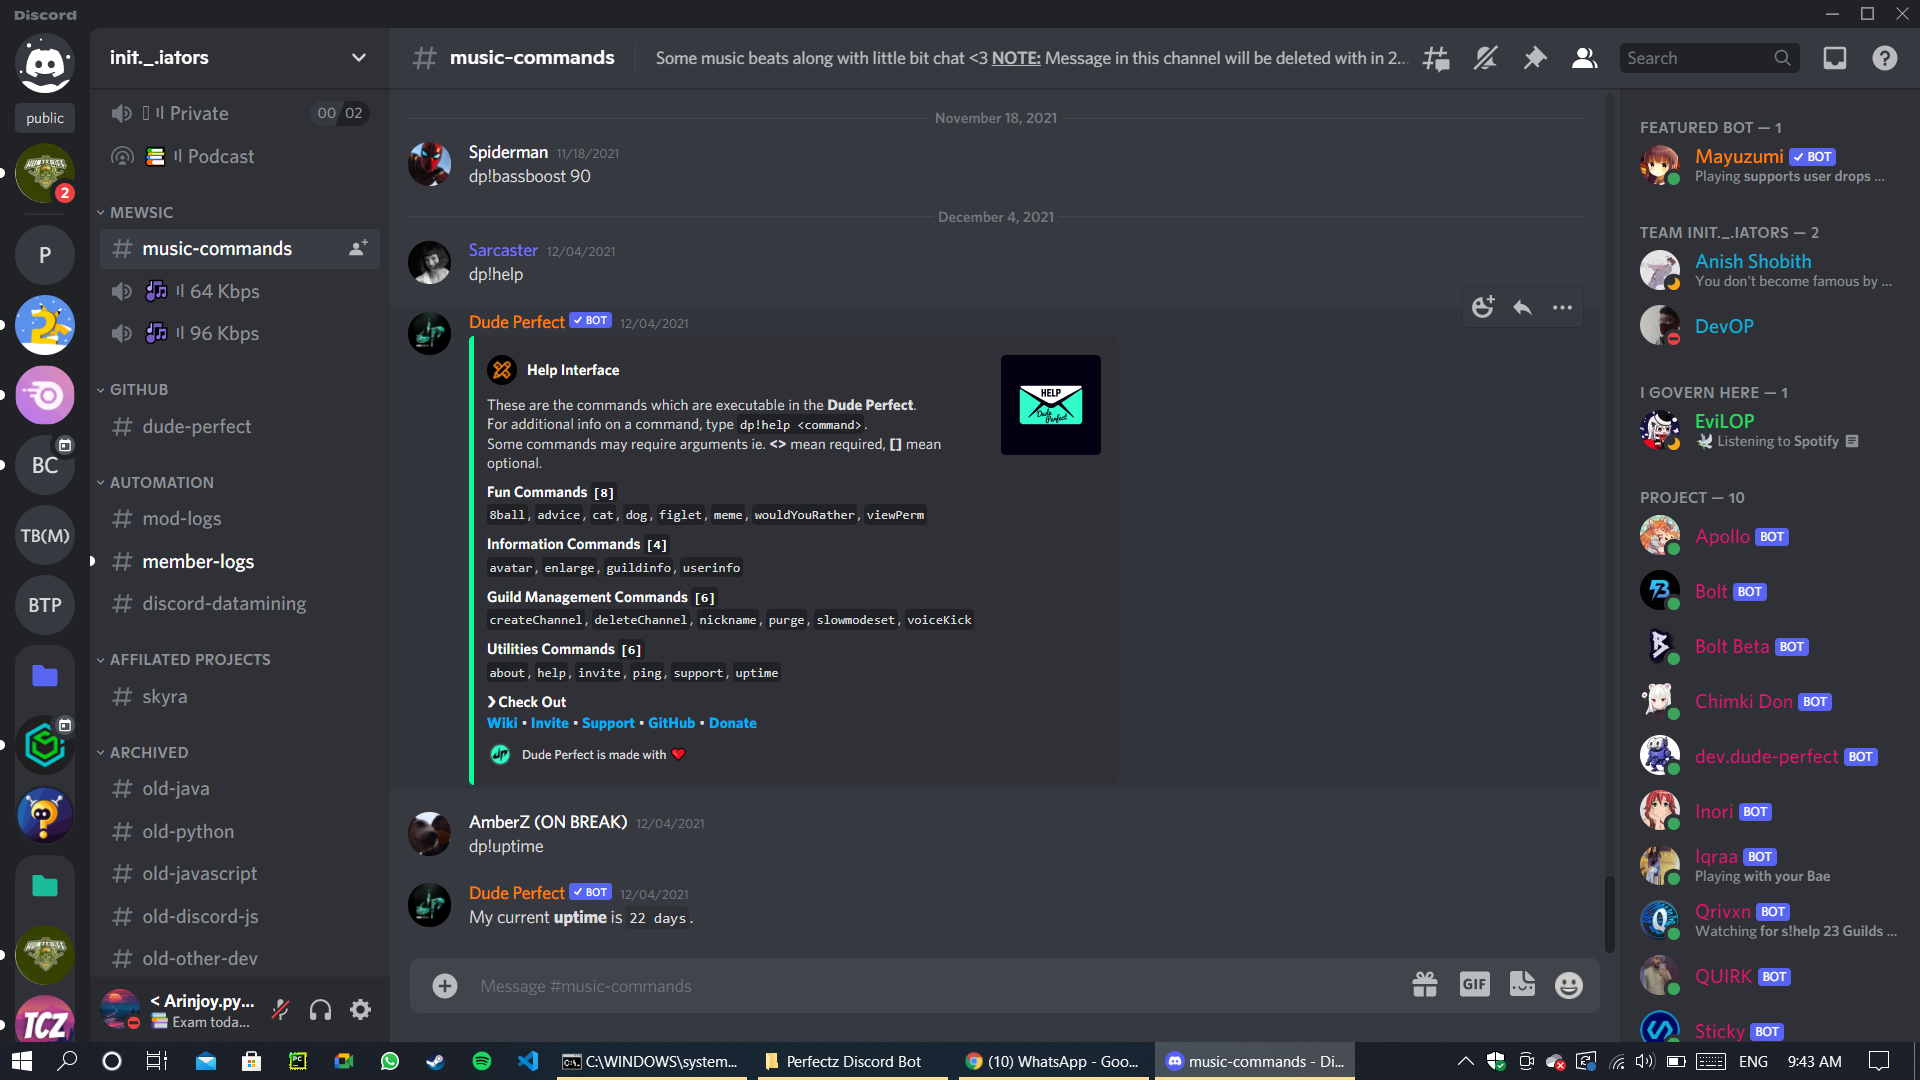 Discord
public
2
P
BC
TB(M)
BTP
TCZ
init._.iators
Private
00 02
Podcast
MEWSIC
music-commands
64 Kbps
96 Kbps
GITHUB
dude-perfect
AUTOMATION
mod-logs
member-logs
discord-datamining
AFFILATED PROJECTS
skyra
ARCHIVED
old-java
old-python
old-javascript
old-discord-js
old-other-dev
< Arinjoy.py...
Exam toda...
music-commands
Some music beats along with little bit chat <3 NOTE: Message in this channel will be deleted with in 2...
Search
November 18, 2021
Spiderman 11/18/2021
dp!bassboost 90
December 4, 2021
Sarcaster 12/04/2021
dp!help
Dude Perfect BOT 12/04/2021
Help Interface
HELP
Dude Perfect
These are the commands which are executable in the Dude Perfect.
For additional info on a command, type dp!help <command>.
Some commands may require arguments ie. <> mean required, [] mean
optional.
Fun Commands [8]
8ball, advice, cat, dog, figlet, meme, wouldYouRather, viewPerm
Information Commands [4]
avatar, enlarge, guildinfo, userinfo
Guild Management Commands [6]
createChannel, deleteChannel, nickname, purge, slowmodeset, voiceKick
Utilities Commands [6]
about, help, invite, ping, support, uptime
❯ Check Out
Wiki • Invite • Support • GitHub • Donate
Dude Perfect is made with ❤
AmberZ (ON BREAK) 12/04/2021
dp!uptime
Dude Perfect BOT 12/04/2021
My current uptime is 22 days.
Message #music-commands
GIF
FEATURED BOT — 1
Mayuzumi BOT
Playing supports user drops ...
TEAM INIT._.IATORS — 2
Anish Shobith
You don't become famous by ...
DevOP
I GOVERN HERE — 1
EvilOP
Listening to Spotify
PROJECT — 10
Apollo BOT
Bolt BOT
Bolt Beta BOT
Chimki Don BOT
dev.dude-perfect BOT
Inori BOT
Iqraa BOT
Playing with your Bae
Qrivxn BOT
Watching for s!help 23 Guilds ...
QUIRK BOT
Sticky BOT
C:\WINDOWS\system...
Perfectz Discord Bot
(10) WhatsApp - Goo...
music-commands - Di...
ENG
9:43 AM